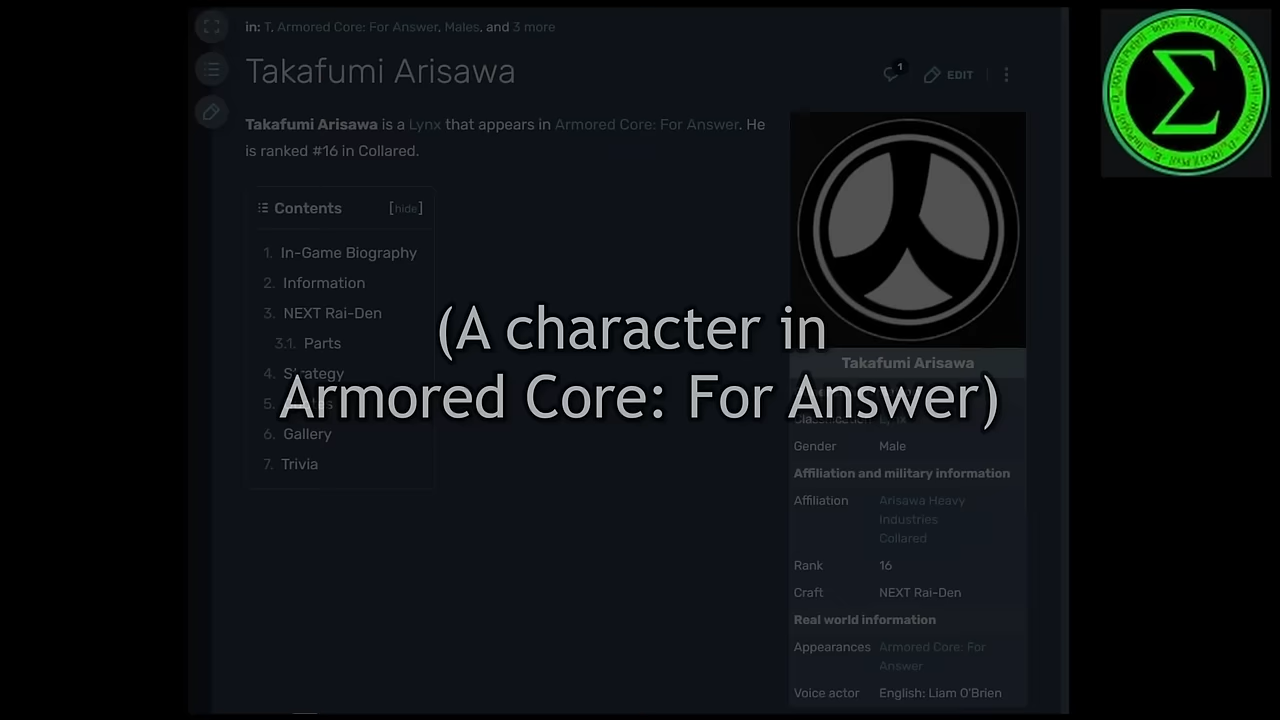 in: T, Armored Core: For Answer, Males, and 3 more
Takafumi Arisawa
1
EDIT
Takafumi Arisawa is a Lynx that appears in Armored Core: For Answer. He
is ranked #16 in Collared.
Contents [hide]
1. In-Game Biography
2. Information
3. NEXT Rai-Den
3.1. Parts
4. Strategy
5.
6. Gallery
7. Trivia
(A character in
Armored Core: For Answer)
Takafumi Arisawa
Gender Male
Affiliation and military information
Affiliation Arisawa Heavy
Industries
Collared
Rank 16
Craft NEXT Rai-Den
Real world information
Appearances Armored Core: For
Answer
Voice actor English: Liam O'Brien
Σ